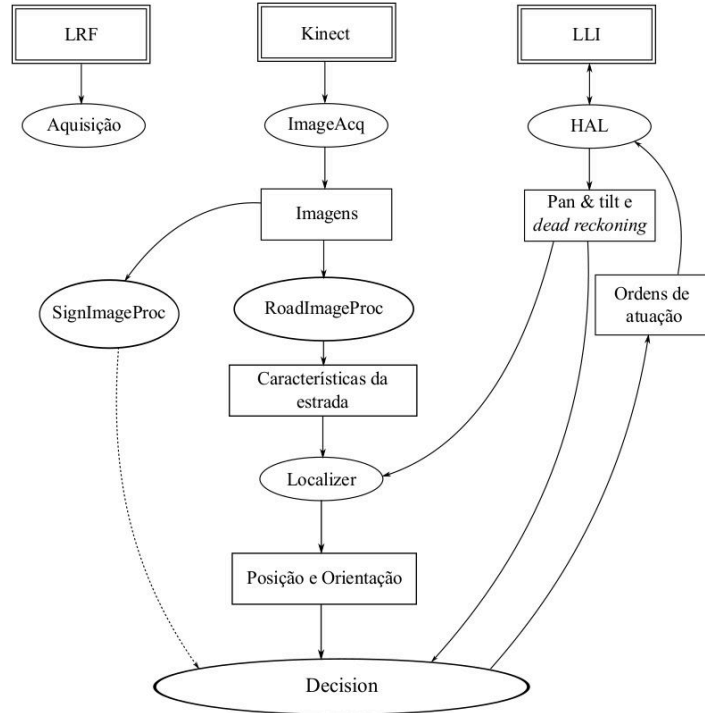 LRF
Kinect
LLI
Aquisição
ImageAcq
HAL
Imagens
Pan & tilt e
dead reckoning
SignImageProc
RoadImageProc
Ordens de
atuação
Características da
estrada
Localizer
Posição e Orientação
Decision